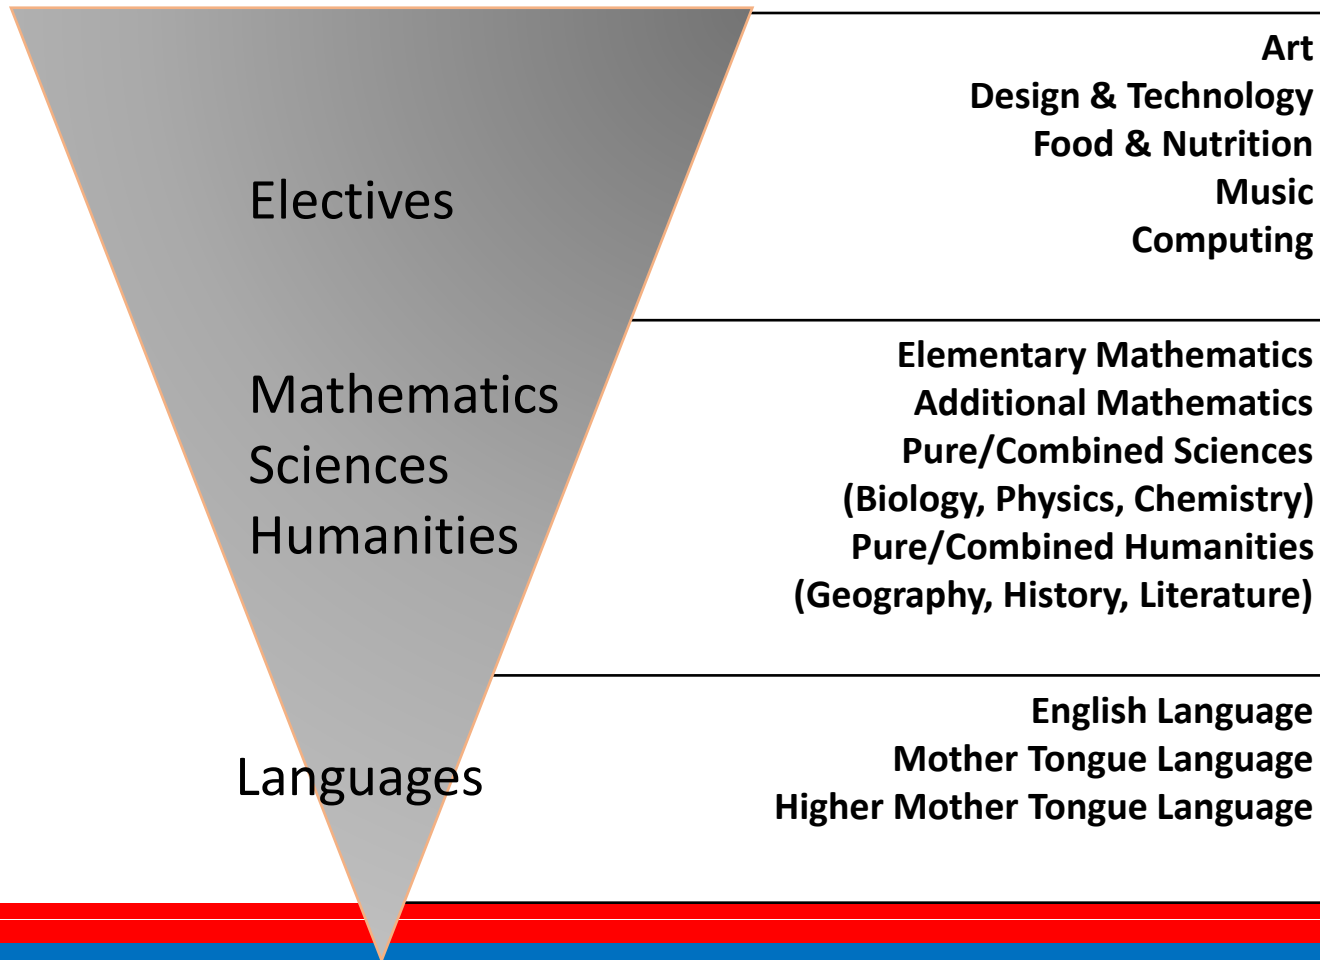 Electives
Art
Design & Technology
Food & Nutrition
Music
Computing
Mathematics
Sciences
Humanities
Elementary Mathematics
Additional Mathematics
Pure/Combined Sciences
(Biology, Physics, Chemistry)
Pure/Combined Humanities
(Geography, History, Literature)
Languages
English Language
Mother Tongue Language
Higher Mother Tongue Language